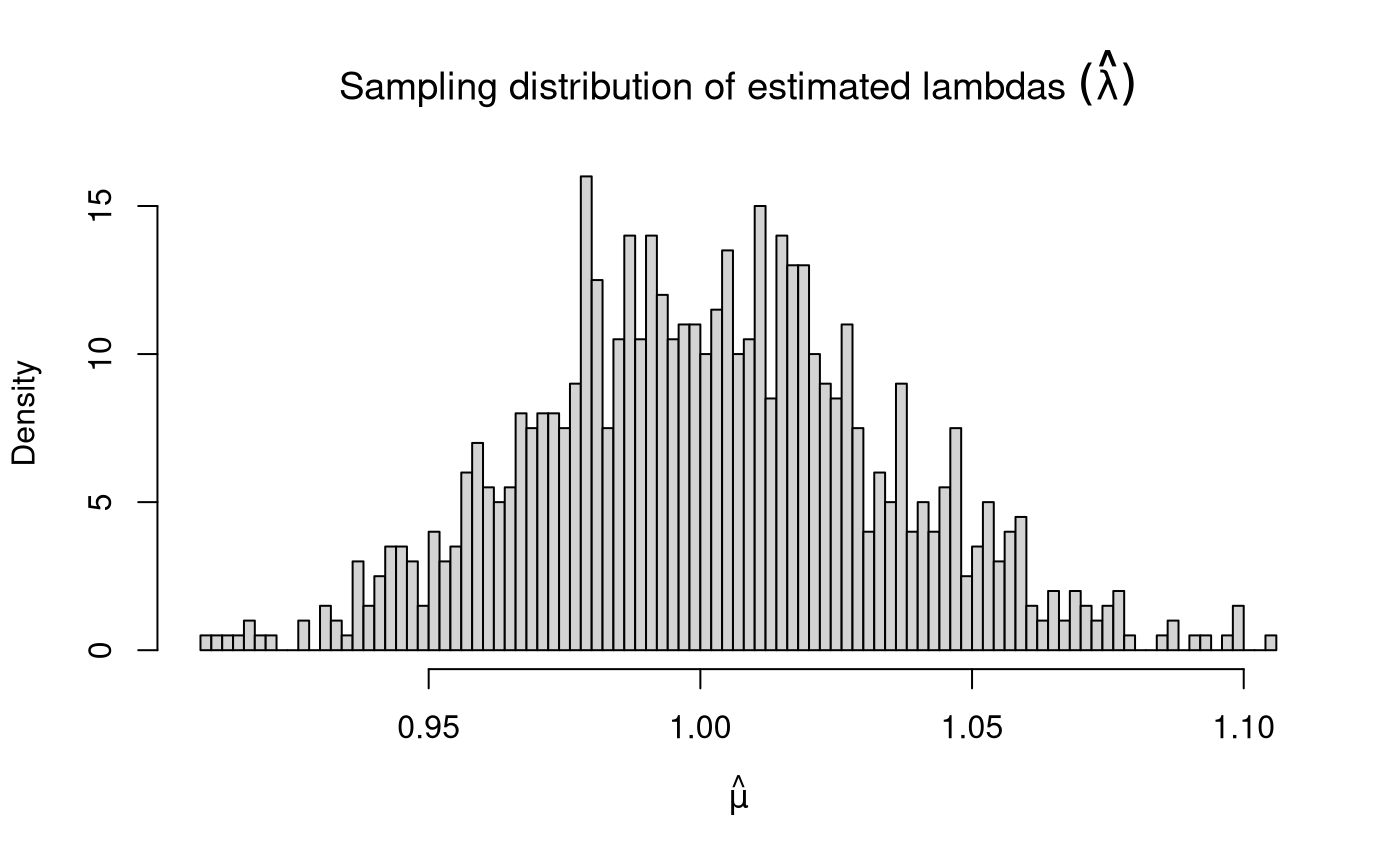 Sampling distribution of estimated lambdas (λ̂)
Density
15
10
5
0
0.95 1.00 1.05 1.10
μ̂